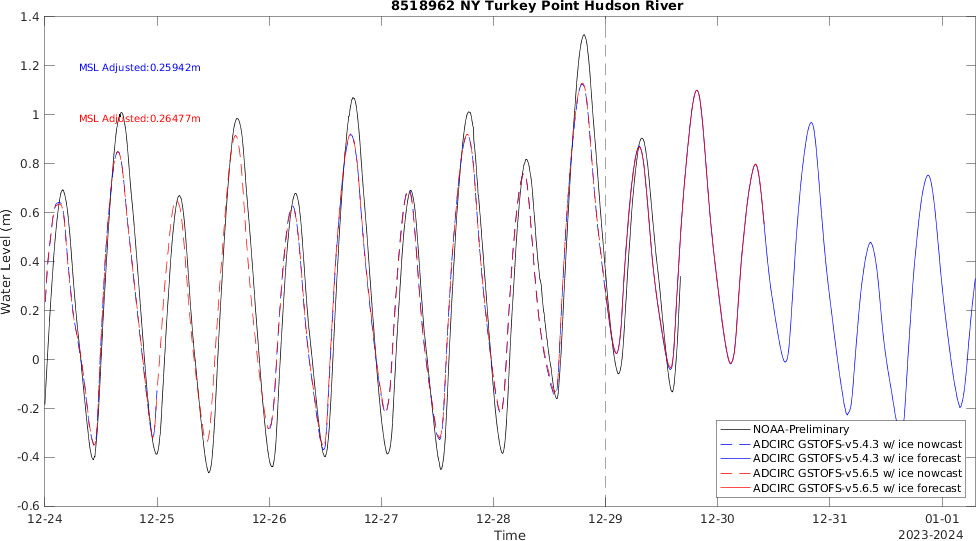 8518962 NY Turkey Point Hudson River
1.4
1.2
1
0.8
0.6
0.4
0.2
0
-0.2
-0.4
-0.6
Water Level (m)
MSL Adjusted:0.25942m
MSL Adjusted:0.26477m
NOAA-Preliminary
ADCIRC GSTOFS-v5.4.3 w/ ice nowcast
ADCIRC GSTOFS-v5.4.3 w/ ice forecast
ADCIRC GSTOFS-v5.6.5 w/ ice nowcast
ADCIRC GSTOFS-v5.6.5 w/ ice forecast
12-24 12-25 12-26 12-27 12-28 12-29 12-30 12-31 01-01
Time
2023-2024